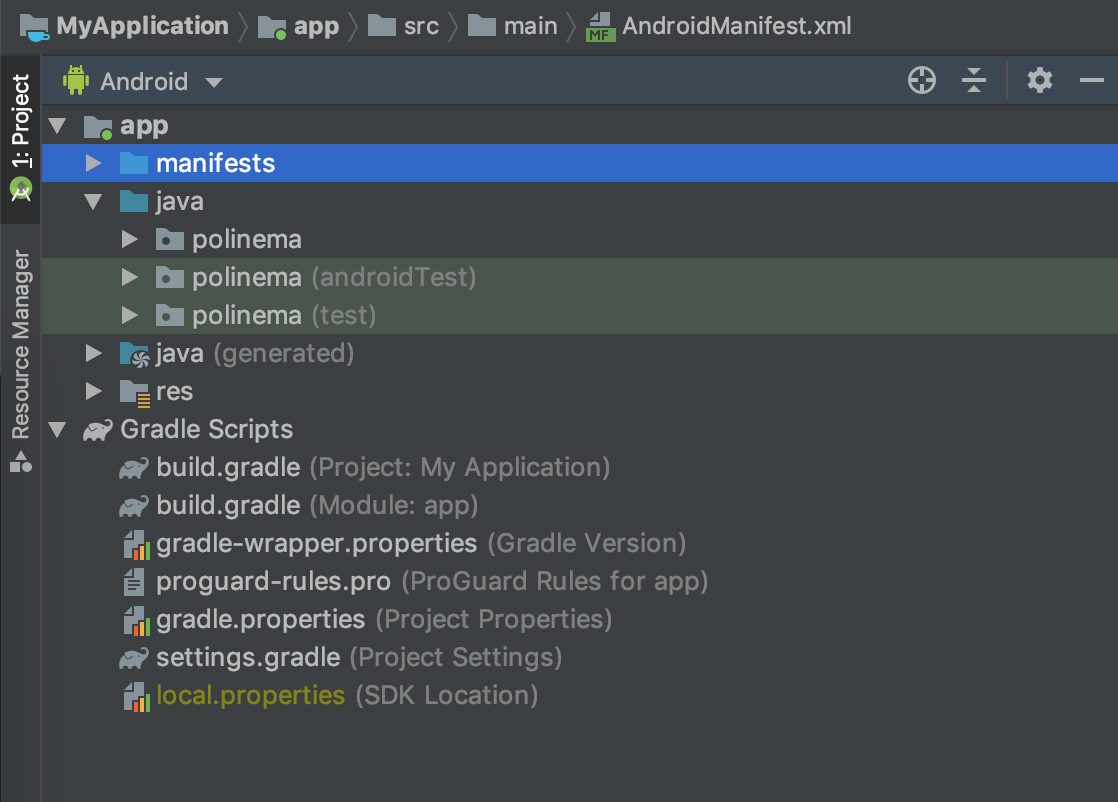 MyApplication app src main MF AndroidManifest.xml
Android
1: Project
Resource Manager
app
manifests
java
polinema
polinema (androidTest)
polinema (test)
java (generated)
res
Gradle Scripts
build.gradle (Project: My Application)
build.gradle (Module: app)
gradle-wrapper.properties (Gradle Version)
proguard-rules.pro (ProGuard Rules for app)
gradle.properties (Project Properties)
settings.gradle (Project Settings)
local.properties (SDK Location)